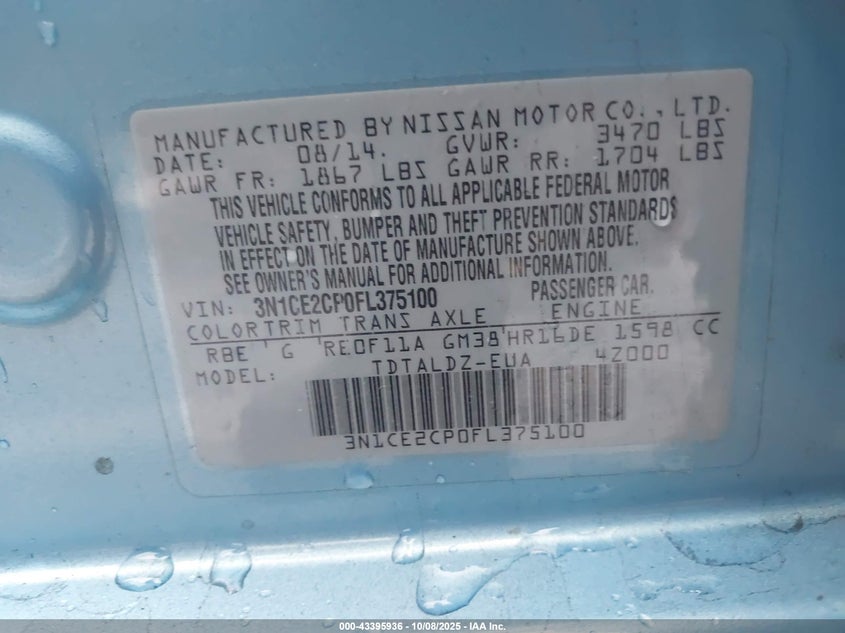 MANUFACTURED BY NISSAN MOTOR CO., LTD.
DATE: 08/14. GVWR: 3470 LBS
GAWR FR: 1867 LBS GAWR RR: 1704 LBS
THIS VEHICLE CONFORMS TO ALL APPLICABLE FEDERAL MOTOR
VEHICLE SAFETY, BUMPER AND THEFT PREVENTION STANDARDS
IN EFFECT ON THE DATE OF MANUFACTURE SHOWN ABOVE.
SEE OWNER'S MANUAL FOR ADDITIONAL INFORMATION.
VIN: 3N1CE2CP0FL375100 PASSENGER CAR.
COLOR TRIM TRANS AXLE ENGINE
RBE G RE0F11A GM38 HR16DE 1598 CC
MODEL: TDTALDZ-EUA 4Z000
3N1CE2CP0FL375100
000-43395936 - 10/08/2025 - IAA Inc.